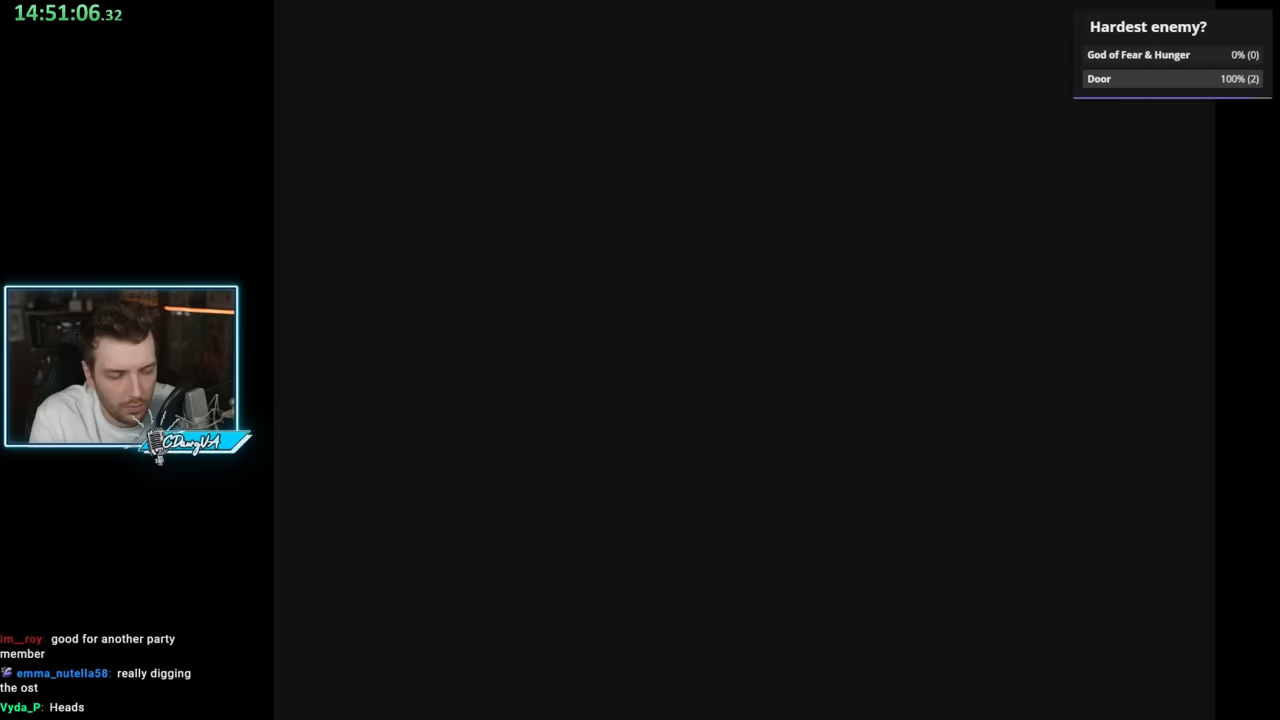 14:51:06.32
Hardest enemy?
God of Fear & Hunger 0% (0)
Door 100% (2)
CDawgVA
im__roy: good for another party
member
emma_nutella58: really digging
the ost
Vyda_P: Heads